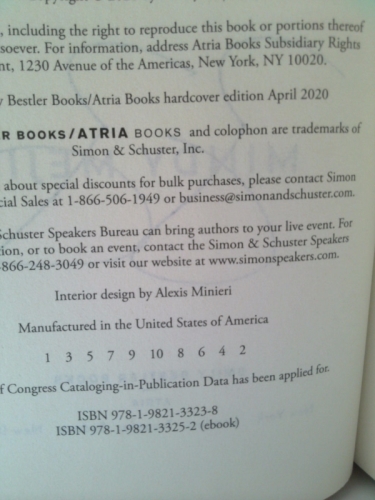 , including the right to reproduce this book or portions thereof
soever. For information, address Atria Books Subsidiary Rights
nt, 1230 Avenue of the Americas, New York, NY 10020.
y Bestler Books/Atria Books hardcover edition April 2020
ER BOOKS/ATRIA BOOKS and colophon are trademarks of
Simon & Schuster, Inc.
about special discounts for bulk purchases, please contact Simon
cial Sales at 1-866-506-1949 or business@simonandschuster.com.
Schuster Speakers Bureau can bring authors to your live event. For
tion, or to book an event, contact the Simon & Schuster Speakers
-866-248-3049 or visit our website at www.simonspeakers.com.
Interior design by Alexis Minieri
Manufactured in the United States of America
1 3 5 7 9 10 8 6 4 2
of Congress Cataloging-in-Publication Data has been applied for.
ISBN 978-1-9821-3323-8
ISBN 978-1-9821-3325-2 (ebook)